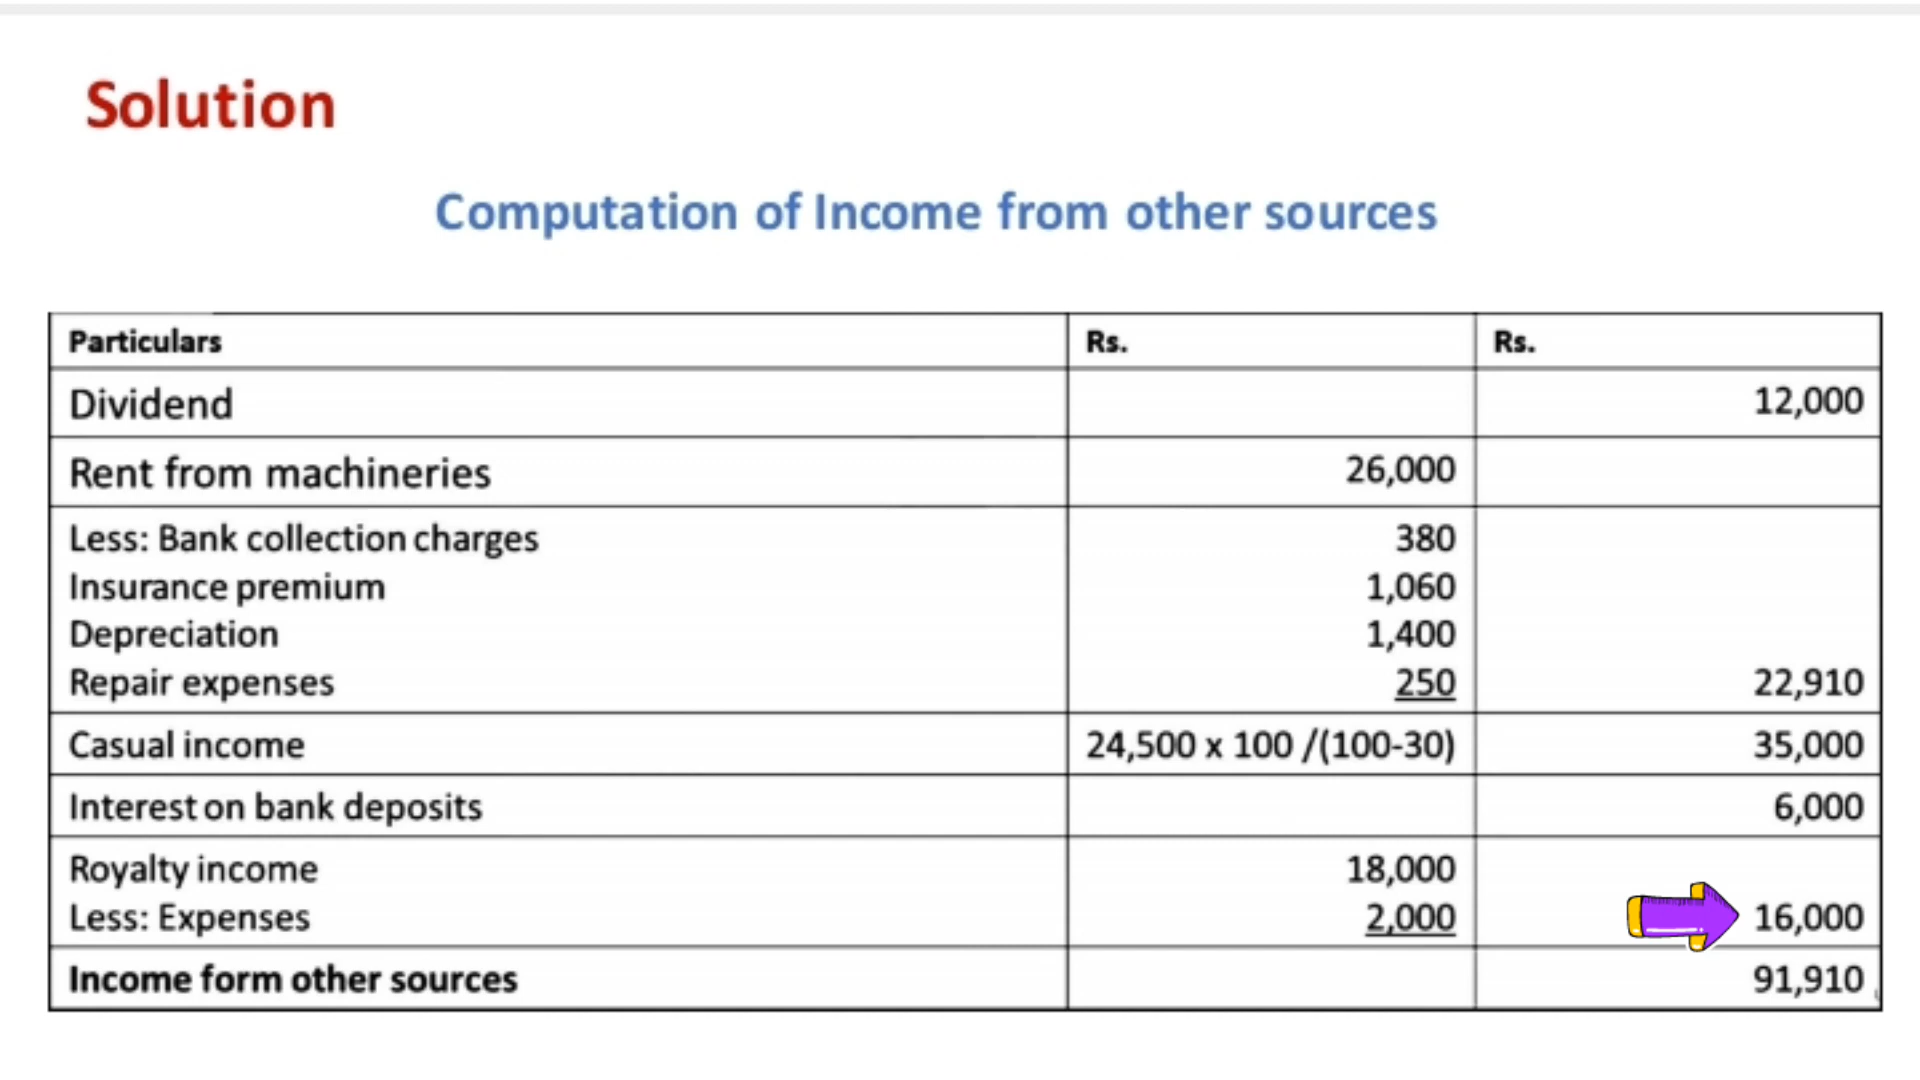 Solution
Computation of Income from other sources
Particulars Rs. Rs.
Dividend 12,000
Rent from machineries 26,000
Less: Bank collection charges 380
Insurance premium 1,060
Depreciation 1,400
Repair expenses 250 22,910
Casual income 24,500 x 100 /(100-30) 35,000
Interest on bank deposits 6,000
Royalty income 18,000
Less: Expenses 2,000 16,000
Income form other sources 91,910